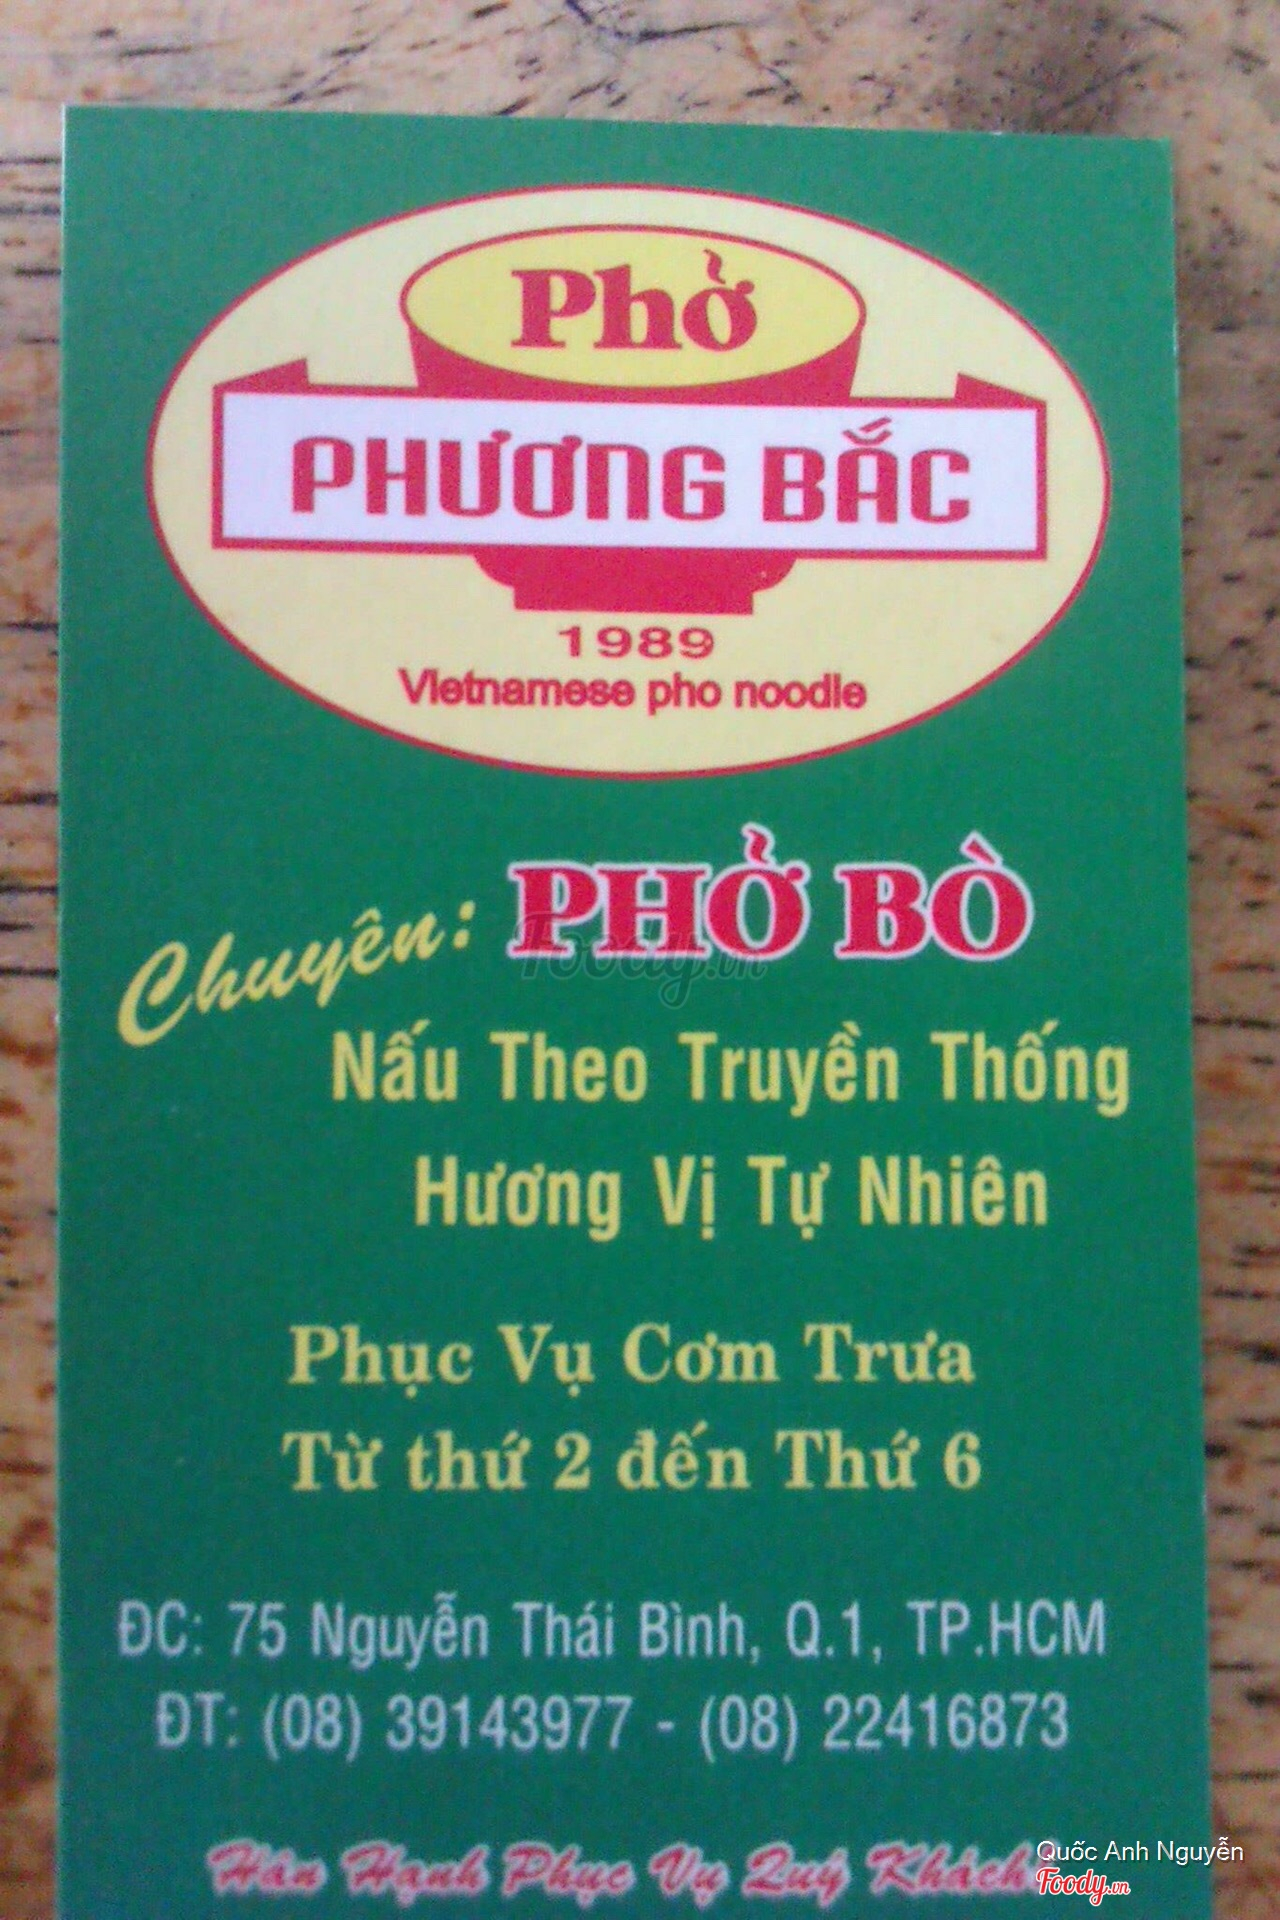 Phở
PHƯƠNG BẮC
1989
Vietnamese pho noodle
Chuyên: PHỞ BÒ
Nấu Theo Truyền Thống
Hương Vị Tự Nhiên
Phục Vụ Cơm Trưa
Từ thứ 2 đến Thứ 6
ĐC: 75 Nguyễn Thái Bình, Q.1, TP.HCM
ĐT: (08) 39143977 - (08) 22416873
Hân Hạnh Phục Vụ Quý Khách
Quốc Anh Nguyễn
Foody.vn
Foody.vn